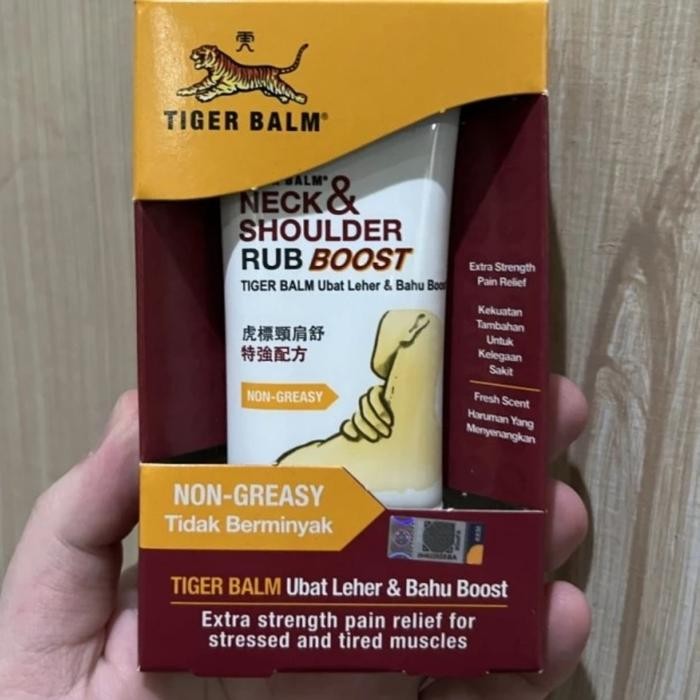 TIGER BALM®
BALM®
NECK &
SHOULDER
RUB BOOST
TIGER BALM Ubat Leher & Bahu Boost
虎標頸肩舒
特強配方
NON-GREASY
Extra Strength
Pain Relief
Kekuatan
Tambahan
Untuk
Kelegaan
Sakit
Fresh Scent
Haruman Yang
Menyenangkan
NON-GREASY
Tidak Berminyak
TIGER BALM Ubat Leher & Bahu Boost
Extra strength pain relief for
stressed and tired muscles